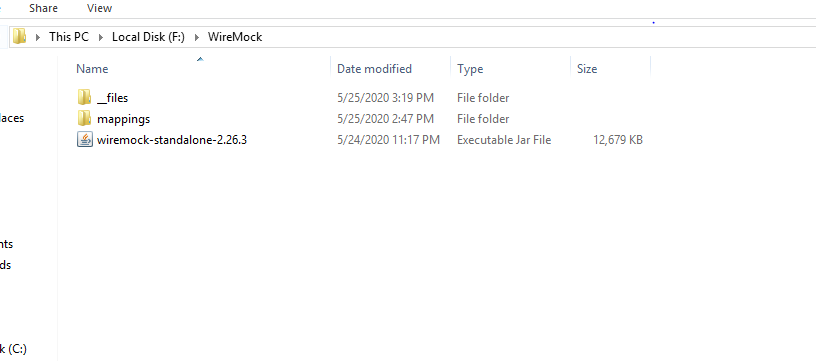 Share View
This PC Local Disk (F:) WireMock
Name Date modified Type Size
__files 5/25/2020 3:19 PM File folder
laces
mappings 5/25/2020 2:47 PM File folder
wiremock-standalone-2.26.3 5/24/2020 11:17 PM Executable Jar File 12,679 KB
nts
ds
k (C:)